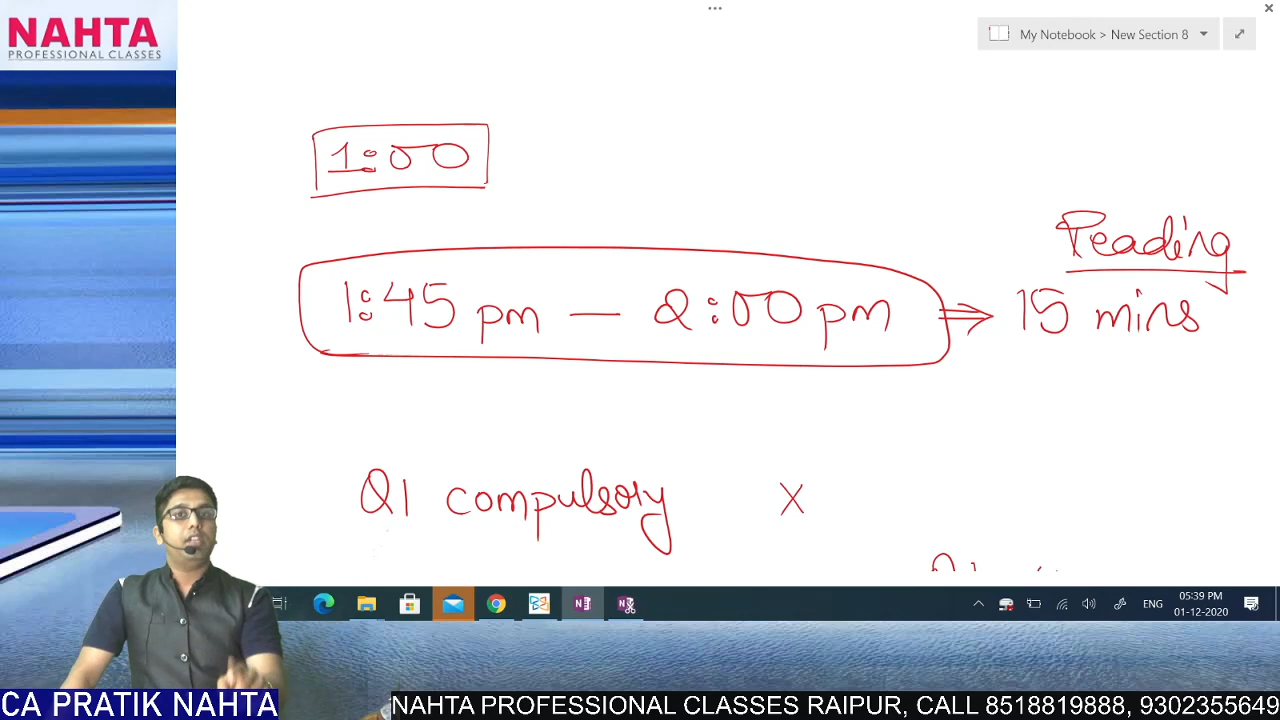 NAHTA
PROFESSIONAL CLASSES
My Notebook > New Section 8
1:00
Reading
1:45 pm — 2:00 pm ⇒ 15 mins
Q1 compulsory X
ENG
05:39 PM
01-12-2020
CA PRATIK NAHTA
NAHTA PROFESSIONAL CLASSES RAIPUR, CALL 8518819888, 9302355649